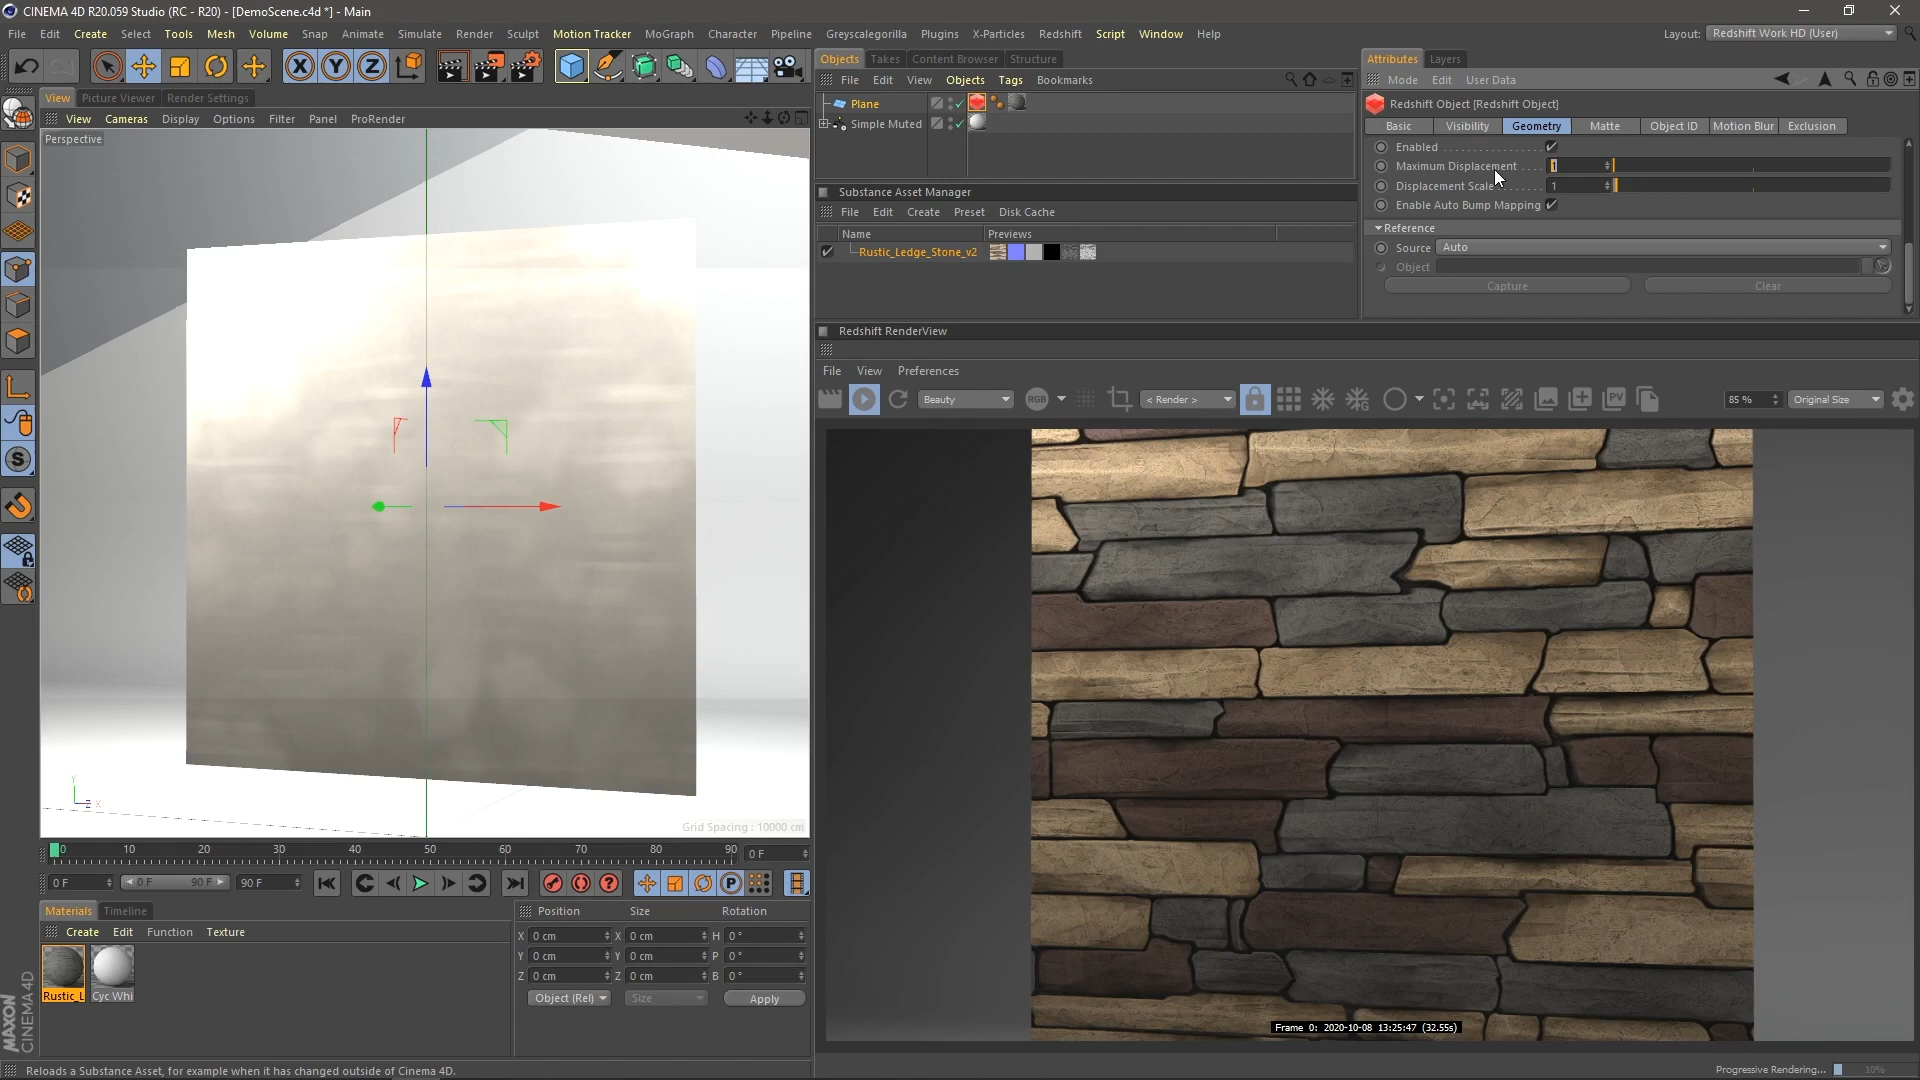 CINEMA 4D R20.059 Studio (RC - R20) - [DemoScene.c4d *] - Main
File Edit Create Select Tools Mesh Volume Snap Animate Simulate Render Sculpt Motion Tracker MoGraph Character Pipeline Greyscalegorilla Plugins X-Particles Redshift Script Window Help
Layout: Redshift Work HD (User)
View Picture Viewer Render Settings
View Cameras Display Options Filter Panel ProRender
Perspective
Grid Spacing : 10000 cm
Y
Z X
0 10 20 30 40 50 60 70 80 90 0 F
0 F 0 F 90 F 90 F
Materials Timeline
Create Edit Function Texture
Rustic_L Cyc Whi
Position Size Rotation
X 0 cm X 0 cm H 0 °
Y 0 cm Y 0 cm P 0 °
Z 0 cm Z 0 cm B 0 °
Object (Rel) Size Apply
MAXON
CINEMA 4D
Reloads a Substance Asset, for example when it has changed outside of Cinema 4D.
Objects Takes Content Browser Structure
File Edit View Objects Tags Bookmarks
Plane
Simple Muted
Substance Asset Manager
File Edit Create Preset Disk Cache
Name Previews
Rustic_Ledge_Stone_v2
Attributes Layers
Mode Edit User Data
Redshift Object [Redshift Object]
Basic Visibility Geometry Matte Object ID Motion Blur Exclusion
Enabled
Maximum Displacement 1
Displacement Scale 1
Enable Auto Bump Mapping
Reference
Source Auto
Object
Capture Clear
Redshift RenderView
File View Preferences
Beauty RGB < Render > PV 85 % Original Size
Frame 0: 2020-10-08 13:25:47 (32.55s)
Progressive Rendering... 10%